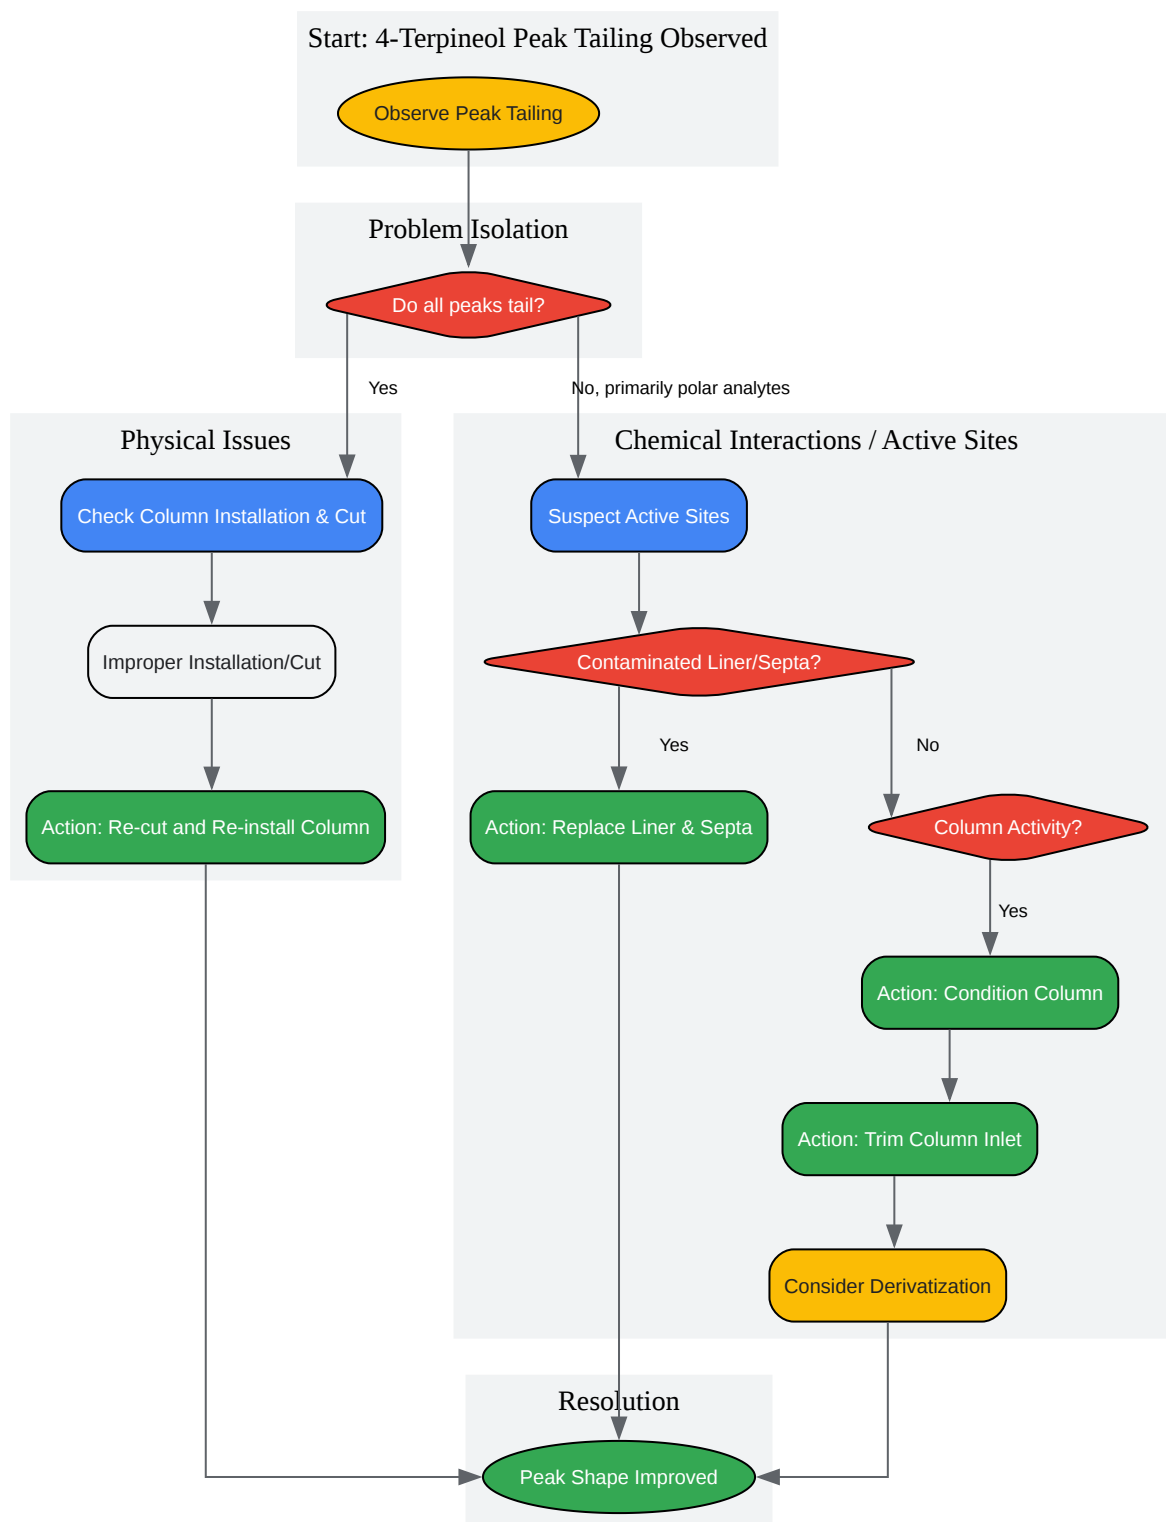 Start: 4-Terpineol Peak Tailing Observed
Observe Peak Tailing
Problem Isolation
Do all peaks tail?
Yes
No, primarily polar analytes
Physical Issues
Check Column Installation & Cut
Improper Installation/Cut
Action: Re-cut and Re-install Column
Chemical Interactions / Active Sites
Suspect Active Sites
Contaminated Liner/Septa?
Yes
No
Action: Replace Liner & Septa
Column Activity?
Yes
Action: Condition Column
Action: Trim Column Inlet
Consider Derivatization
Resolution
Peak Shape Improved